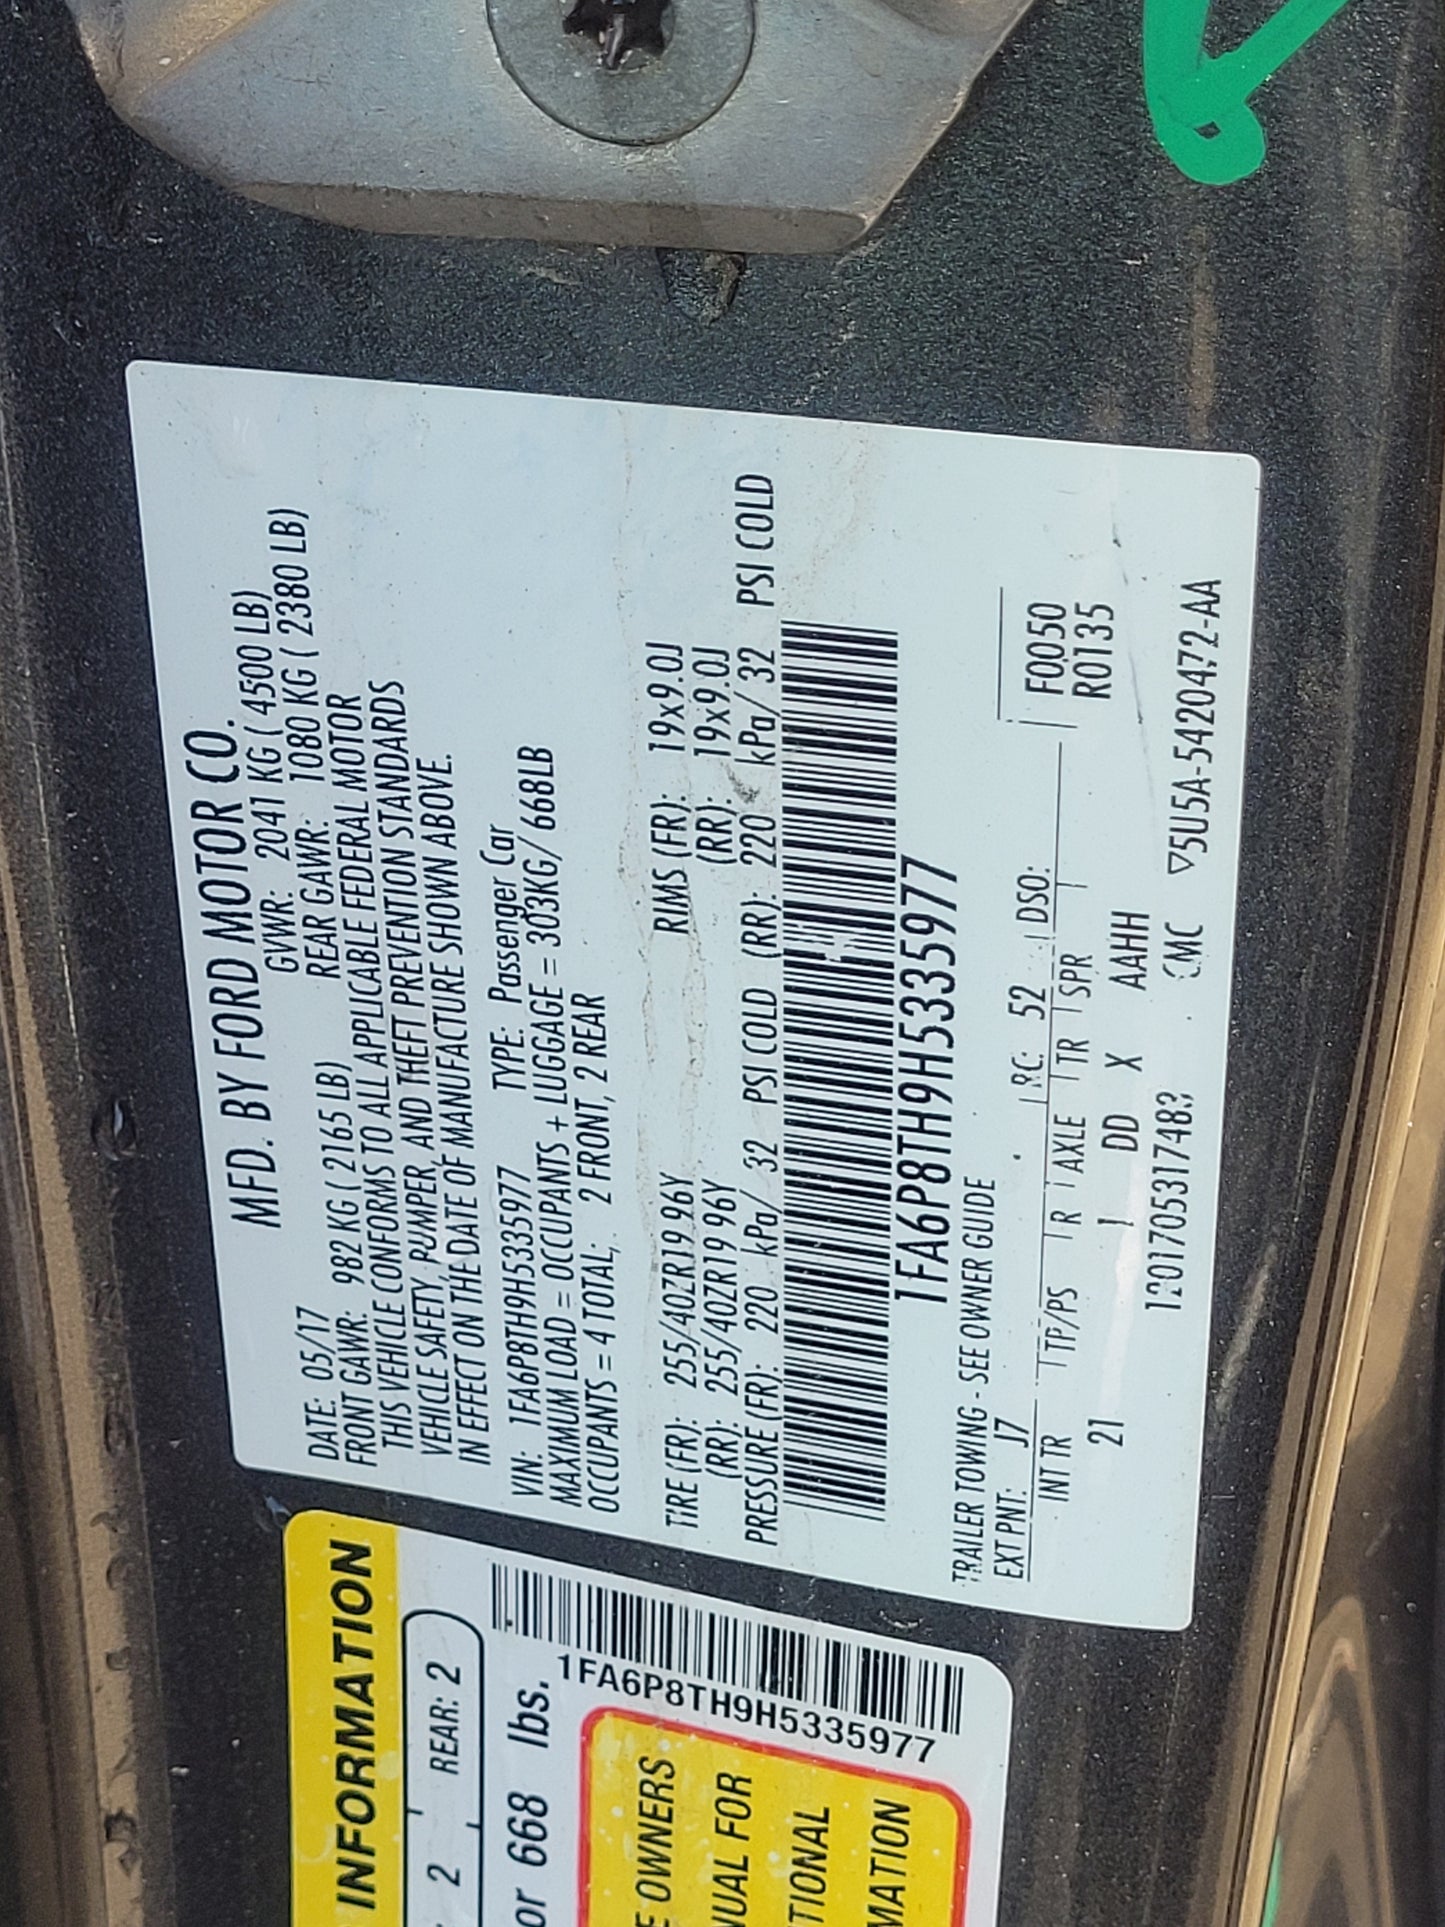 MFD. BY FORD MOTOR CO.
DATE: 05/17 GVWR: 2041 KG ( 4500 LB)
FRONT GAWR: 982 KG ( 2165 LB) REAR GAWR: 1080 KG ( 2380 LB)
THIS VEHICLE CONFORMS TO ALL APPLICABLE FEDERAL MOTOR
VEHICLE SAFETY, PUMPER, AND THEFT PREVENTION STANDARDS
IN EFFECT ON THE DATE OF MANUFACTURE SHOWN ABOVE.
VIN: 1FA6P8TH9H5335977 TYPE: Passenger Car
MAXIMUM LOAD = OCCUPANTS + LUGGAGE = 303KG/ 668LB
OCCUPANTS = 4 TOTAL; 2 FRONT, 2 REAR
TIRE (FR): 255/40ZR19 96Y RIMS (FR): 19x9.0J
(RR): 255/40ZR19 96Y (RR): 19x9.0J
PRESSURE (FR): 220 kPa/ 32 PSI COLD (RR): 220 kPa/ 32 PSI COLD
1FA6P8TH9H5335977
TRAILER TOWING - SEE OWNER GUIDE
EXT PNT: J7 RC: 52 DSO: F0050
INT TR TP/PS R AXLE TR SPR R0135
21 I DD X AAHH
1201705317483 CMC ▽5U5A-5420472-AA
INFORMATION
2 REAR: 2
or 668 lbs.
1FA6P8TH9H5335977
OWNERS
FOR